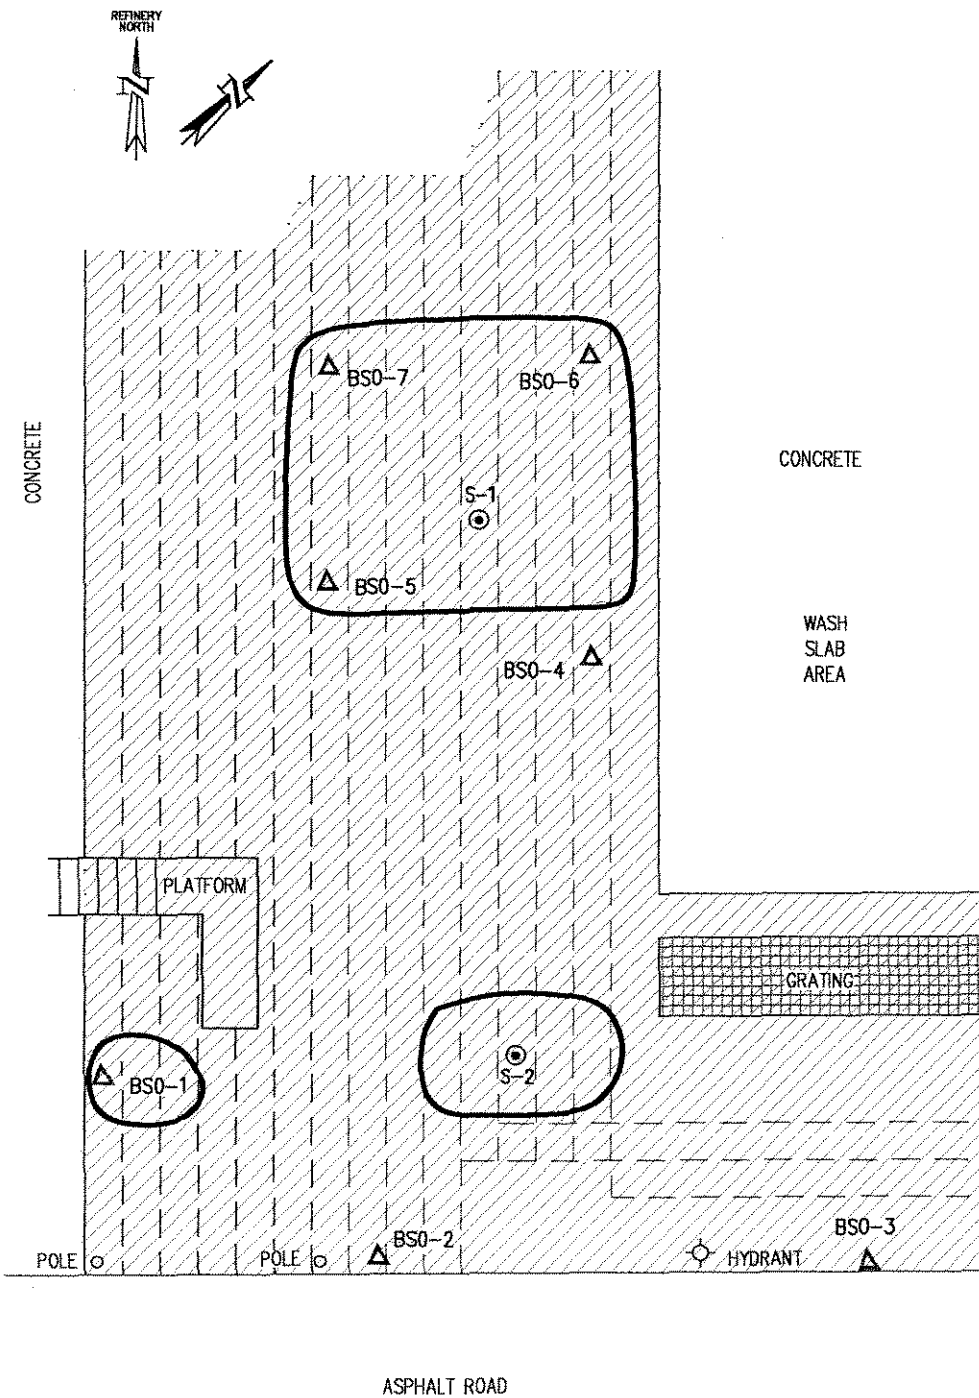 REFINERY
NORTH
N
N
BSO-7
BSO-6
CONCRETE
CONCRETE
S-1
BSO-5
WASH
SLAB
AREA
BSO-4
PLATFORM
GRATING
S-2
BSO-1
BSO-3
BSO-2
POLE
POLE
HYDRANT
ASPHALT ROAD